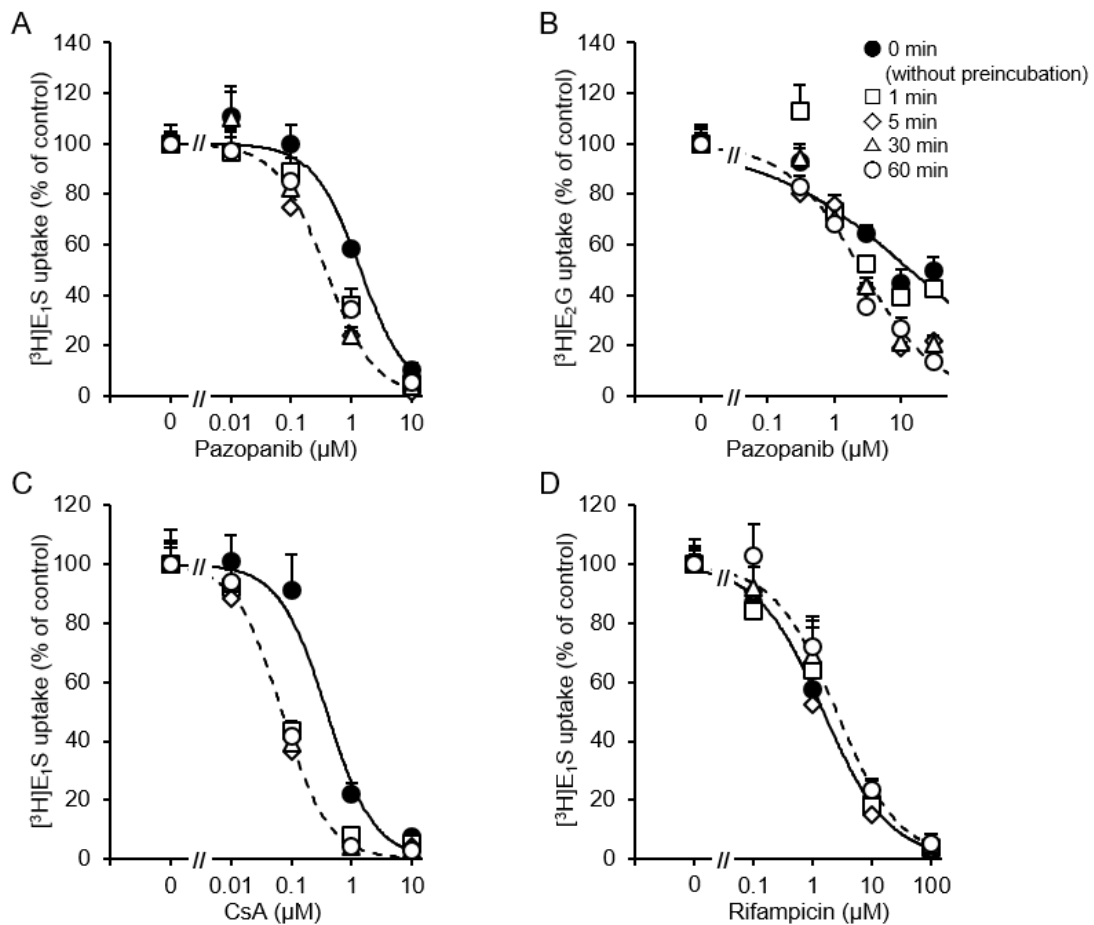 A
140
120
100
80
60
40
20
0
[³H]E₁S uptake (% of control)
//
//
0 0.01 0.1 1 10
Pazopanib (µM)
B
140
120
100
80
60
40
20
0
[³H]E₂G uptake (% of control)
//
//
0 0.1 1 10
Pazopanib (µM)
0 min
(without preincubation)
1 min
5 min
30 min
60 min
C
120
100
80
60
40
20
0
[³H]E₁S uptake (% of control)
//
//
0 0.01 0.1 1 10
CsA (µM)
D
120
100
80
60
40
20
0
[³H]E₁S uptake (% of control)
//
//
0 0.1 1 10 100
Rifampicin (µM)